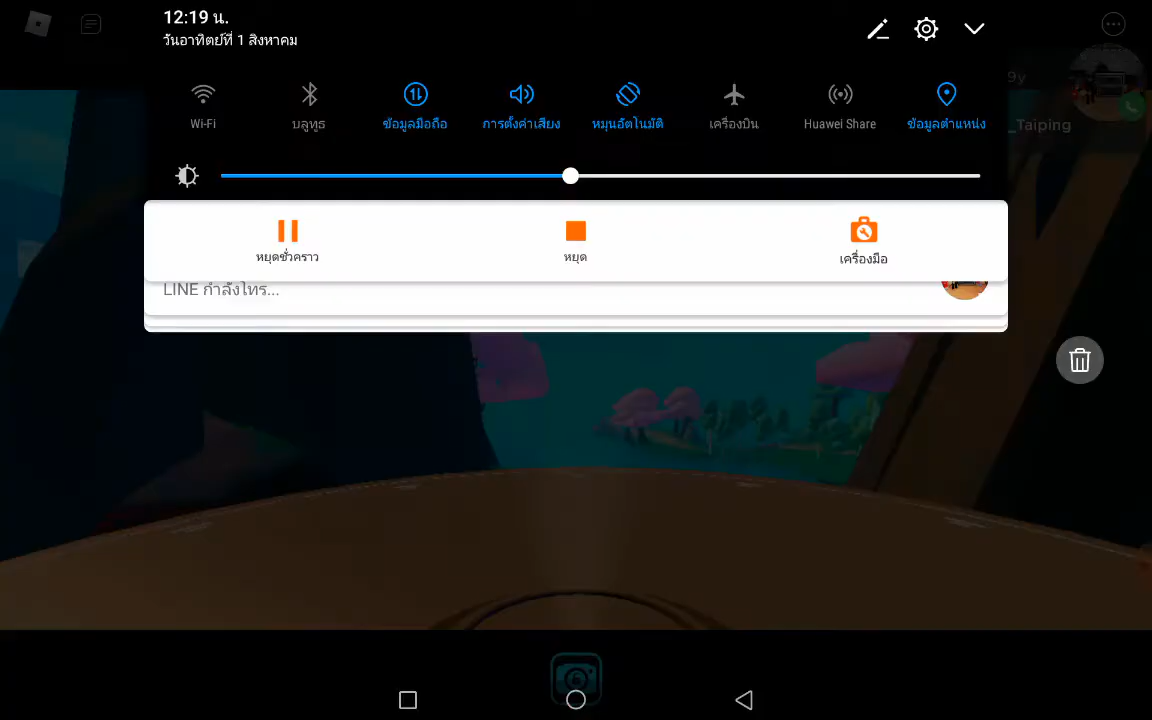 12:19 น.
วันอาทิตย์ที่ 1 สิงหาคม
9y
_Taiping
Wi-Fi
บลูทูธ
ข้อมูลมือถือ
การตั้งค่าเสียง
หมุนอัตโนมัติ
เครื่องบิน
Huawei Share
ข้อมูลตำแหน่ง
หยุดชั่วคราว
หยุด
เครื่องมือ
LINE กำลังโทร...